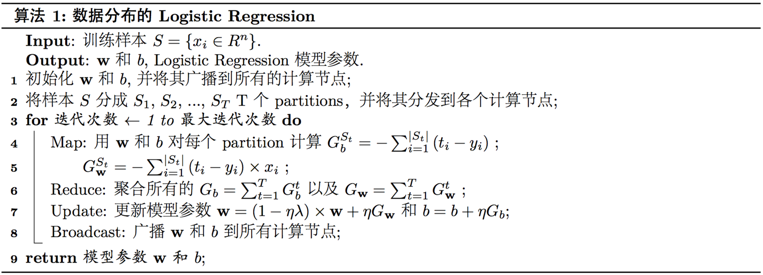 算法 1: 数据分布的 Logistic Regression
Input: 训练样本 $S = \{x_i \in R^n\}$.
Output: $\mathbf{w}$ 和 $b$, Logistic Regression 模型参数.
1 初始化 $\mathbf{w}$ 和 $b$, 并将其广播到所有的计算节点;
2 将样本 $S$ 分成 $S_1$, $S_2$, ..., $S_T$ T 个 partitions, 并将其分发到各个计算节点;
3 for 迭代次数 ← 1 to 最大迭代次数 do
4 Map: 用 $\mathbf{w}$ 和 $b$ 对每个 partition 计算 $G_b^{S_t} = -\sum_{i=1}^{|S_t|}(t_i - y_i)$ ;
5 $G_{\mathbf{w}}^{S_t} = -\sum_{i=1}^{|S_t|}(t_i - y_i) \times x_i$ ;
6 Reduce: 聚合所有的 $G_b = \sum_{t=1}^{T} G_b^t$ 以及 $G_{\mathbf{w}} = \sum_{t=1}^{T} G_{\mathbf{w}}^t$ ;
7 Update: 更新模型参数 $\mathbf{w} = (1 - \eta\lambda) \times \mathbf{w} + \eta G_{\mathbf{w}}$ 和 $b = b + \eta G_b$;
8 Broadcast: 广播 $\mathbf{w}$ 和 $b$ 到所有计算节点;
9 return 模型参数 $\mathbf{w}$ 和 $b$;